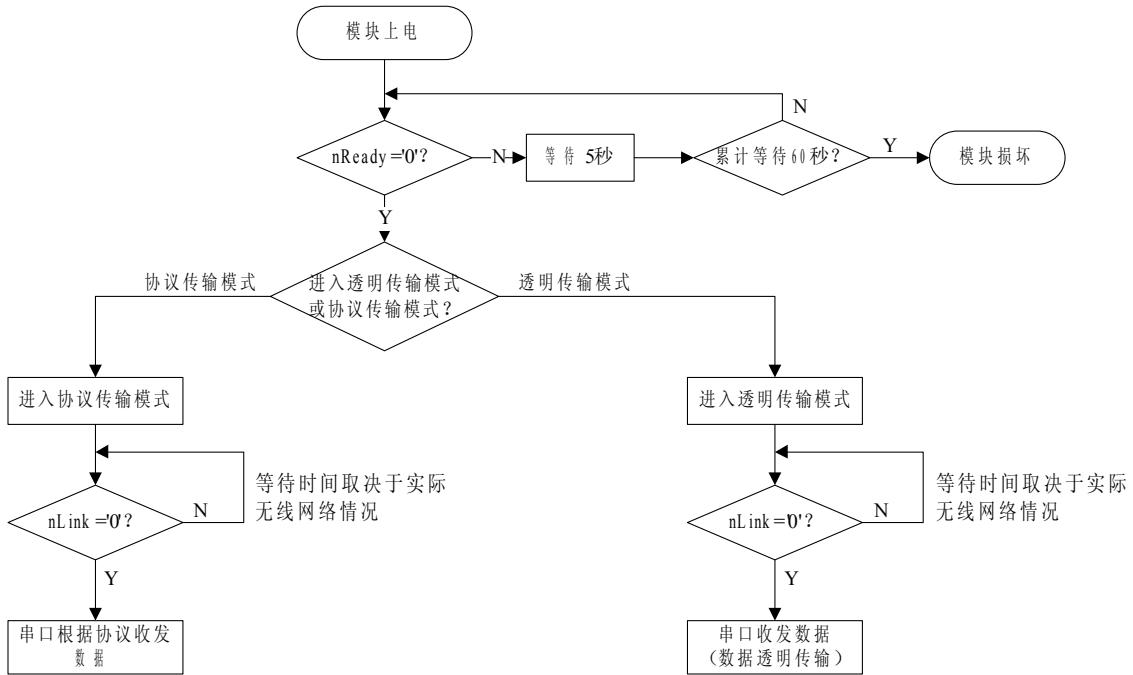 模块上电
N
nReady='0'?
N
等待 5秒
累计等待60秒?
Y
模块损坏
Y
协议传输模式
进入透明传输模式
或协议传输模式?
透明传输模式
进入协议传输模式
进入透明传输模式
等待时间取决于实际
无线网络情况
nLink='0'?
N
等待时间取决于实际
无线网络情况
nLink='0'?
N
Y
Y
串口根据协议收发
数据
串口收发数据
(数据透明传输)